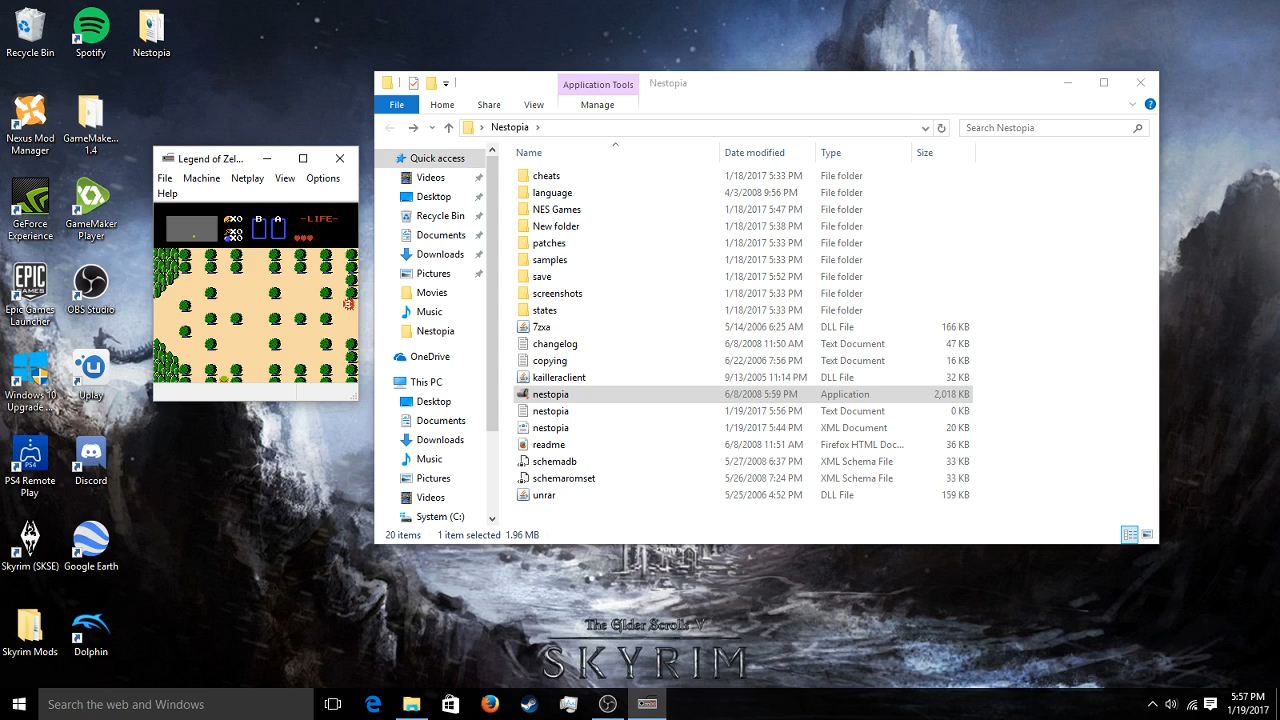 Recycle Bin
Spotify
Nestopia
Nexus Mod
Manager
GameMake...
1.4
GeForce
Experience
GameMaker
Player
EPIC
GAMES
Epic Games
Launcher
OBS Studio
Windows 10
Upgrade ...
Uplay
PS4
PS4 Remote
Play
Discord
Skyrim (SKSE)
Google Earth
Skyrim Mods
Dolphin
Legend of Zel...
File Machine Netplay View Options
Help
X0 B A -LIFE-
X0
Application Tools Nestopia
File Home Share View Manage
Nestopia
Search Nestopia
Quick access
Videos
Desktop
Recycle Bin
Documents
Downloads
Pictures
Movies
Music
Nestopia
OneDrive
This PC
Desktop
Documents
Downloads
Music
Pictures
Videos
System (C:)
Name Date modified Type Size
cheats 1/18/2017 5:33 PM File folder
language 4/3/2008 9:56 PM File folder
NES Games 1/18/2017 5:47 PM File folder
New folder 1/18/2017 5:38 PM File folder
patches 1/18/2017 5:33 PM File folder
samples 1/18/2017 5:33 PM File folder
save 1/18/2017 5:52 PM File folder
screenshots 1/18/2017 5:33 PM File folder
states 1/18/2017 5:33 PM File folder
7zxa 5/14/2006 6:25 AM DLL File 166 KB
changelog 6/8/2008 11:50 AM Text Document 47 KB
copying 6/22/2006 7:56 PM Text Document 16 KB
kailleraclient 9/13/2005 11:14 PM DLL File 32 KB
nestopia 6/8/2008 5:59 PM Application 2,018 KB
nestopia 1/19/2017 5:56 PM Text Document 0 KB
nestopia 1/19/2017 5:44 PM XML Document 20 KB
readme 6/8/2008 11:51 AM Firefox HTML Doc... 36 KB
schemadb 5/27/2008 6:37 PM XML Schema File 33 KB
schemaromset 5/26/2008 7:24 PM XML Schema File 33 KB
unrar 5/25/2006 4:52 PM DLL File 159 KB
20 items 1 item selected 1.96 MB
The Elder Scrolls V
SKYRIM
Search the web and Windows
5:57 PM
1/19/2017